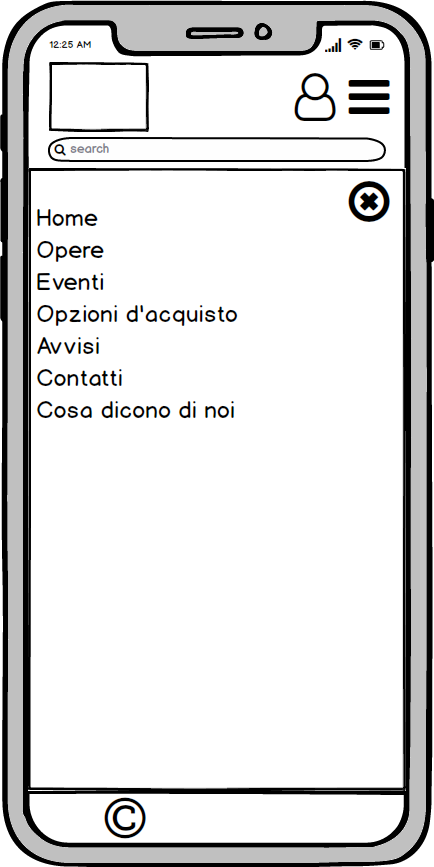 12:25 AM
search
Home
Opere
Eventi
Opzioni d'acquisto
Avvisi
Contatti
Cosa dicono di noi
©